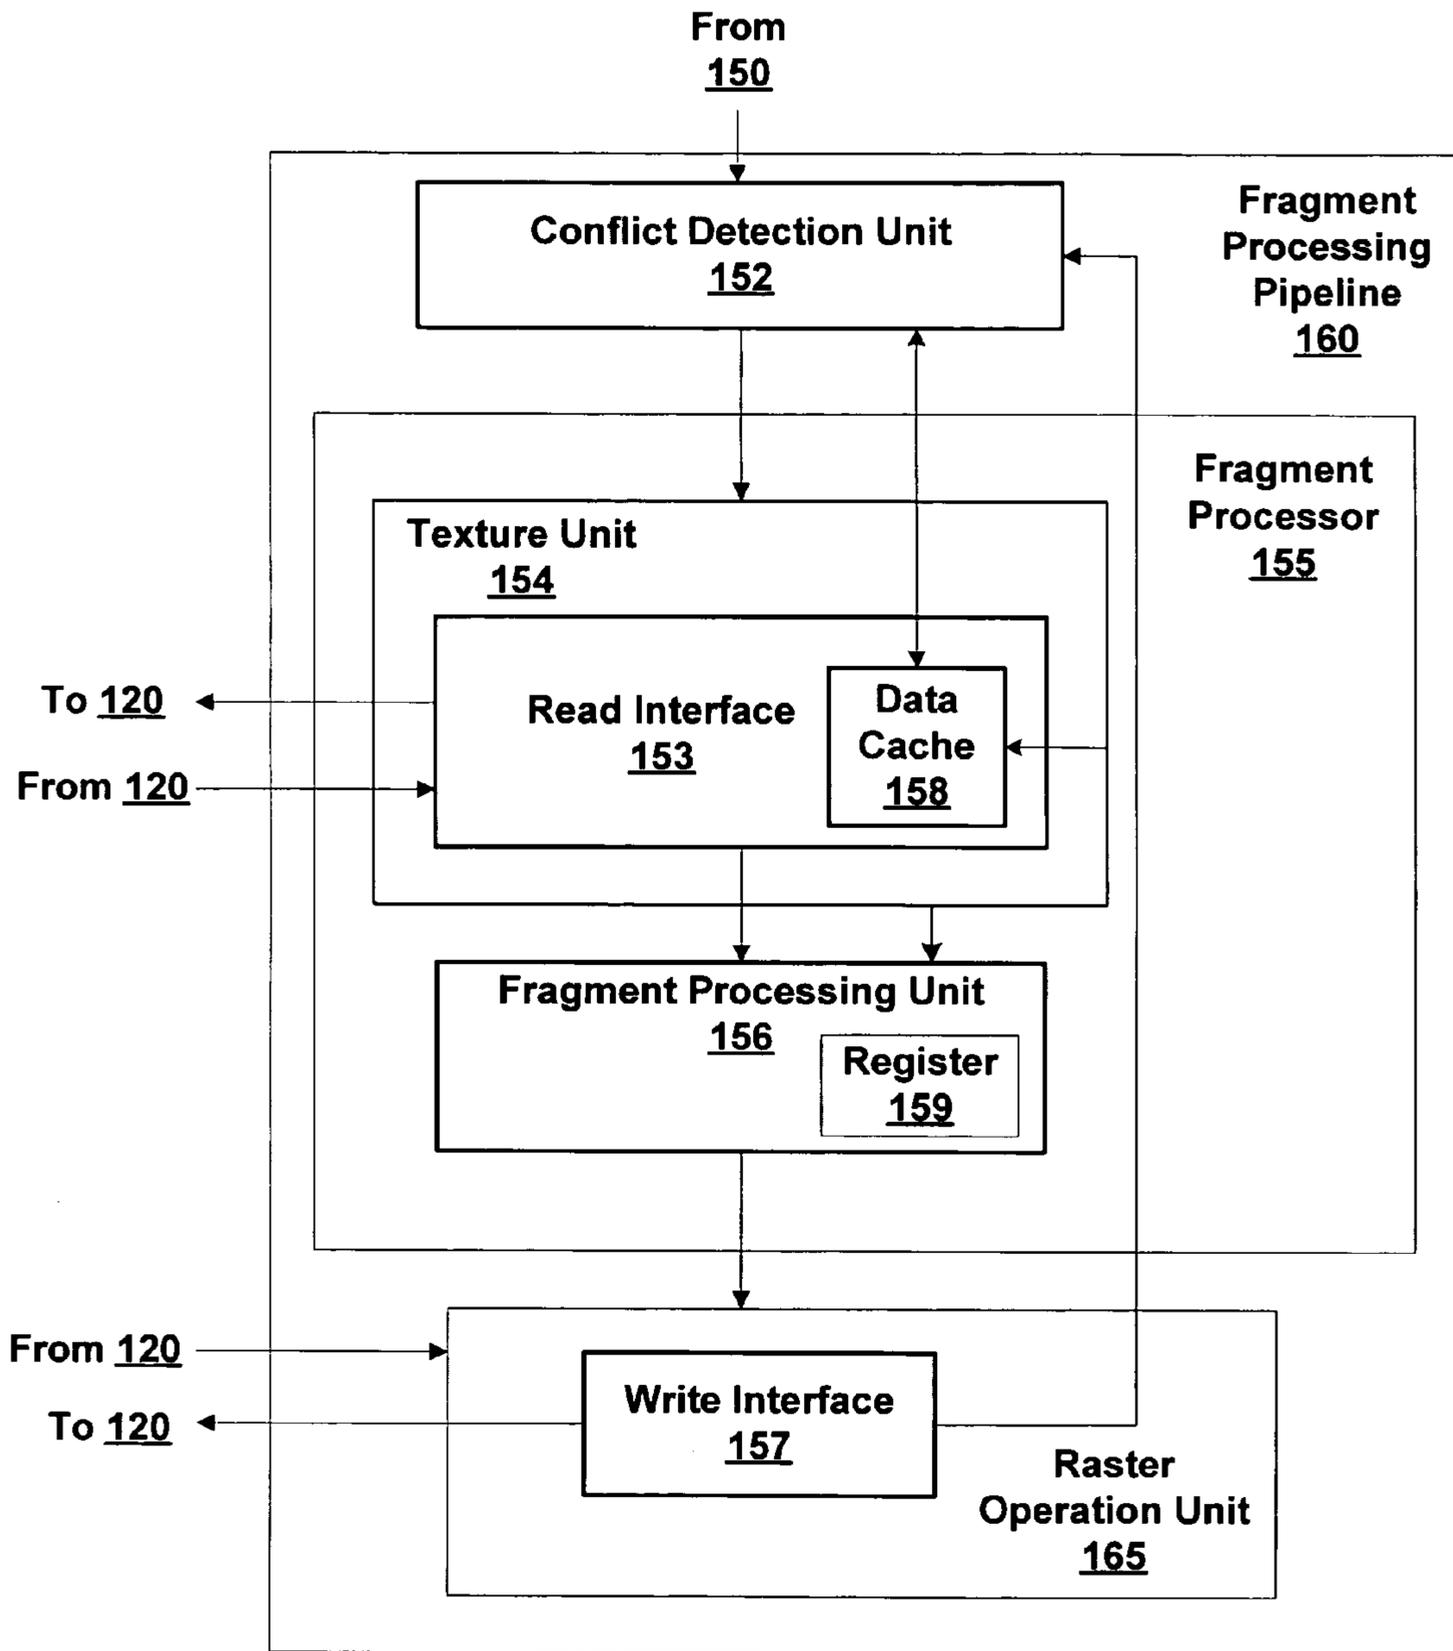 From
150
Conflict Detection Unit
152
Fragment
Processing
Pipeline
160
Fragment
Processor
155
Texture Unit
154
To 120
From 120
Read Interface
153
Data
Cache
158
Fragment Processing Unit
156
Register
159
From 120
To 120
Write Interface
157
Raster
Operation Unit
165